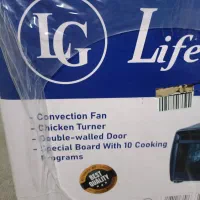 LG Life
- Convection Fan
- Chicken Turner
- Double-walled Door
- Special Board With 10 Cooking
Programs
BEST
QUALITY